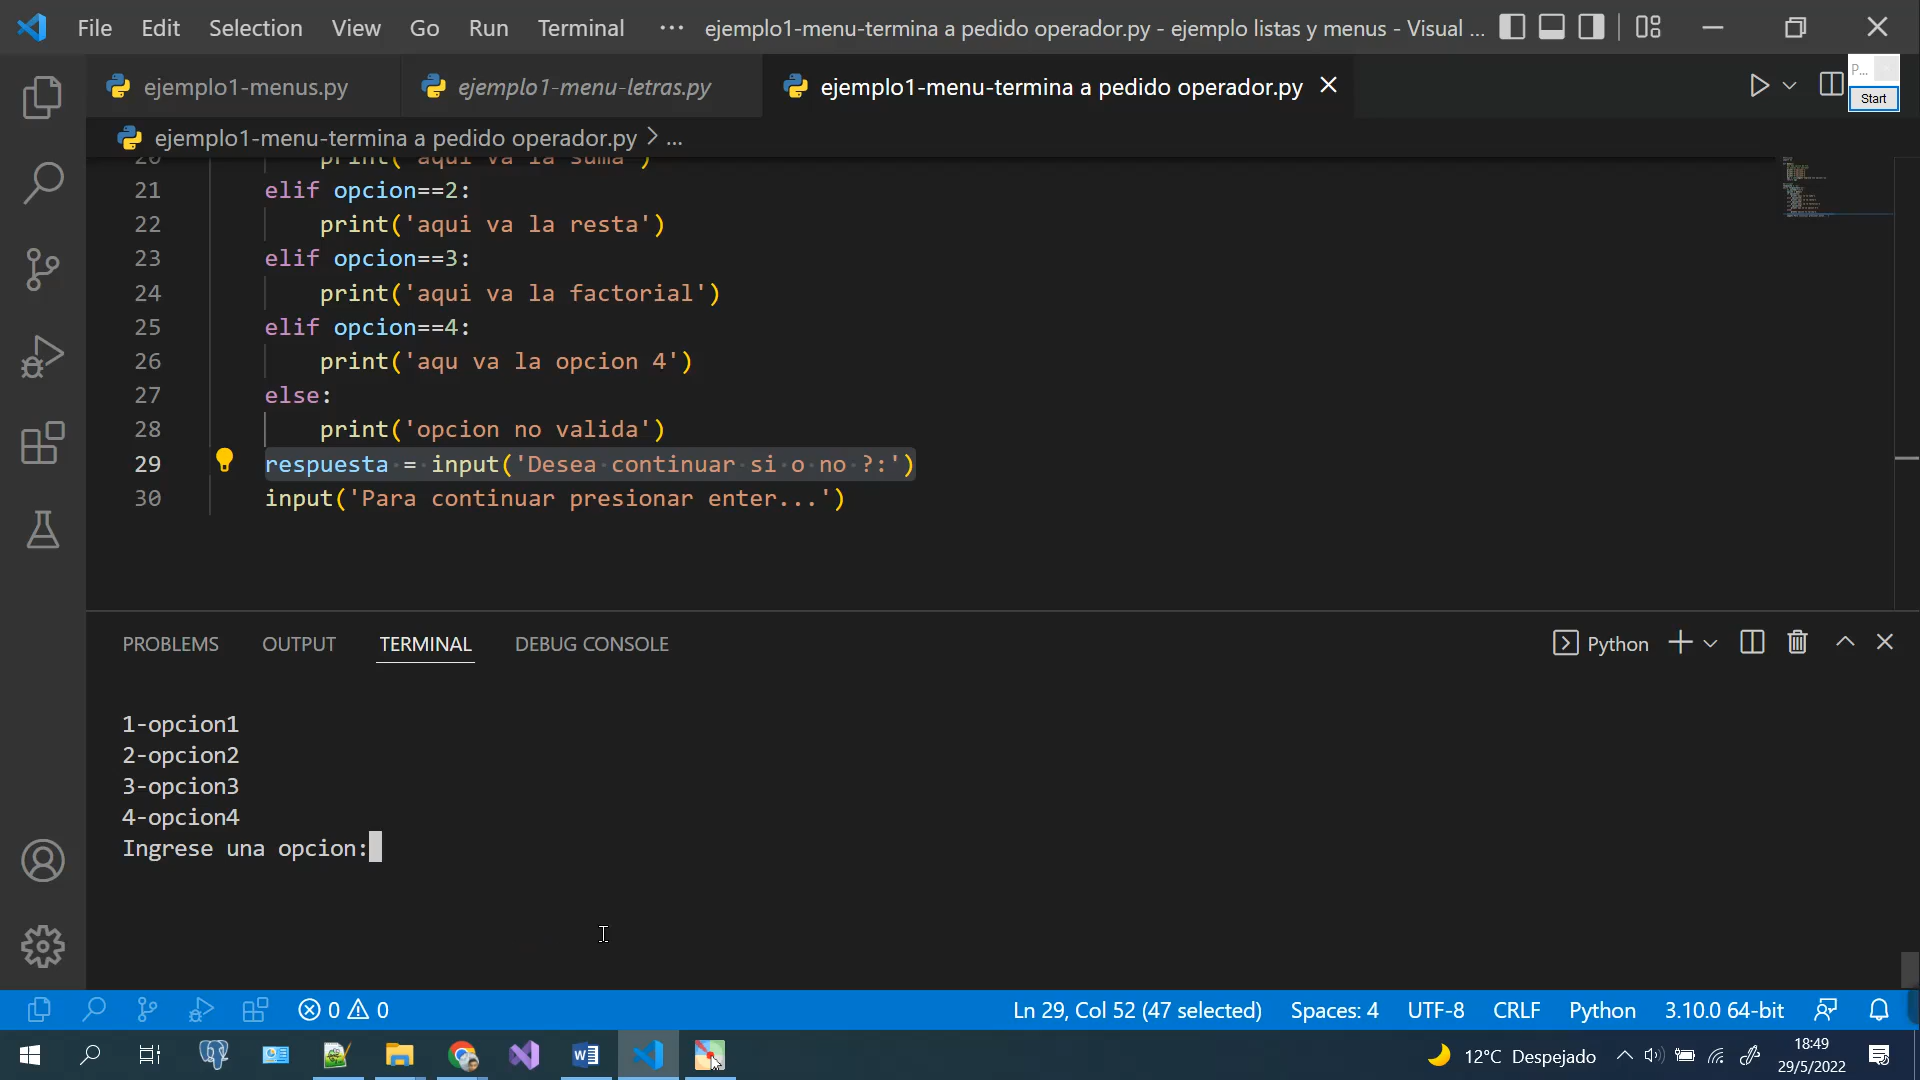 File Edit Selection View Go Run Terminal ··· ejemplo1-menu-termina a pedido operador.py - ejemplo listas y menus - Visual ...
ejemplo1-menus.py ejemplo1-menu-letras.py ejemplo1-menu-termina a pedido operador.py
P...
Start
ejemplo1-menu-termina a pedido operador.py > ...
20 print('aqui va la suma')
21 elif opcion==2:
22 print('aqui va la resta')
23 elif opcion==3:
24 print('aqui va la factorial')
25 elif opcion==4:
26 print('aqu va la opcion 4')
27 else:
28 print('opcion no valida')
29 respuesta = input('Desea continuar si o no ?:')
30 input('Para continuar presionar enter...')
PROBLEMS OUTPUT TERMINAL DEBUG CONSOLE Python
1-opcion1
2-opcion2
3-opcion3
4-opcion4
Ingrese una opcion:
0 0 Ln 29, Col 52 (47 selected) Spaces: 4 UTF-8 CRLF Python 3.10.0 64-bit
12°C Despejado 18:49
29/5/2022